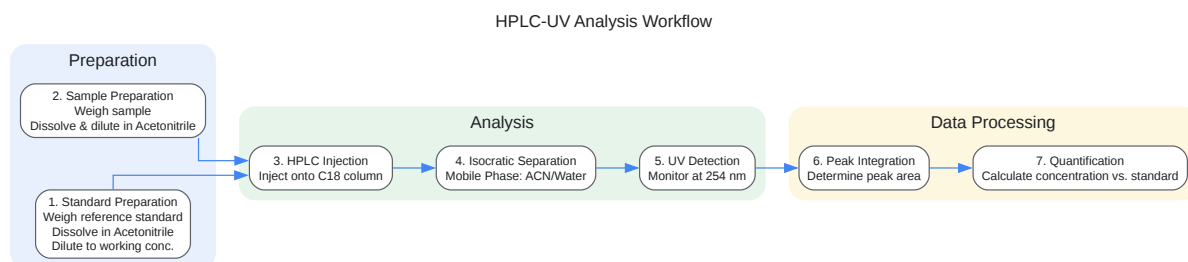 HPLC-UV Analysis Workflow
Preparation
2. Sample Preparation
Weigh sample
Dissolve & dilute in Acetonitrile
1. Standard Preparation
Weigh reference standard
Dissolve in Acetonitrile
Dilute to working conc.
Analysis
3. HPLC Injection
Inject onto C18 column
4. Isocratic Separation
Mobile Phase: ACN/Water
5. UV Detection
Monitor at 254 nm
Data Processing
6. Peak Integration
Determine peak area
7. Quantification
Calculate concentration vs. standard